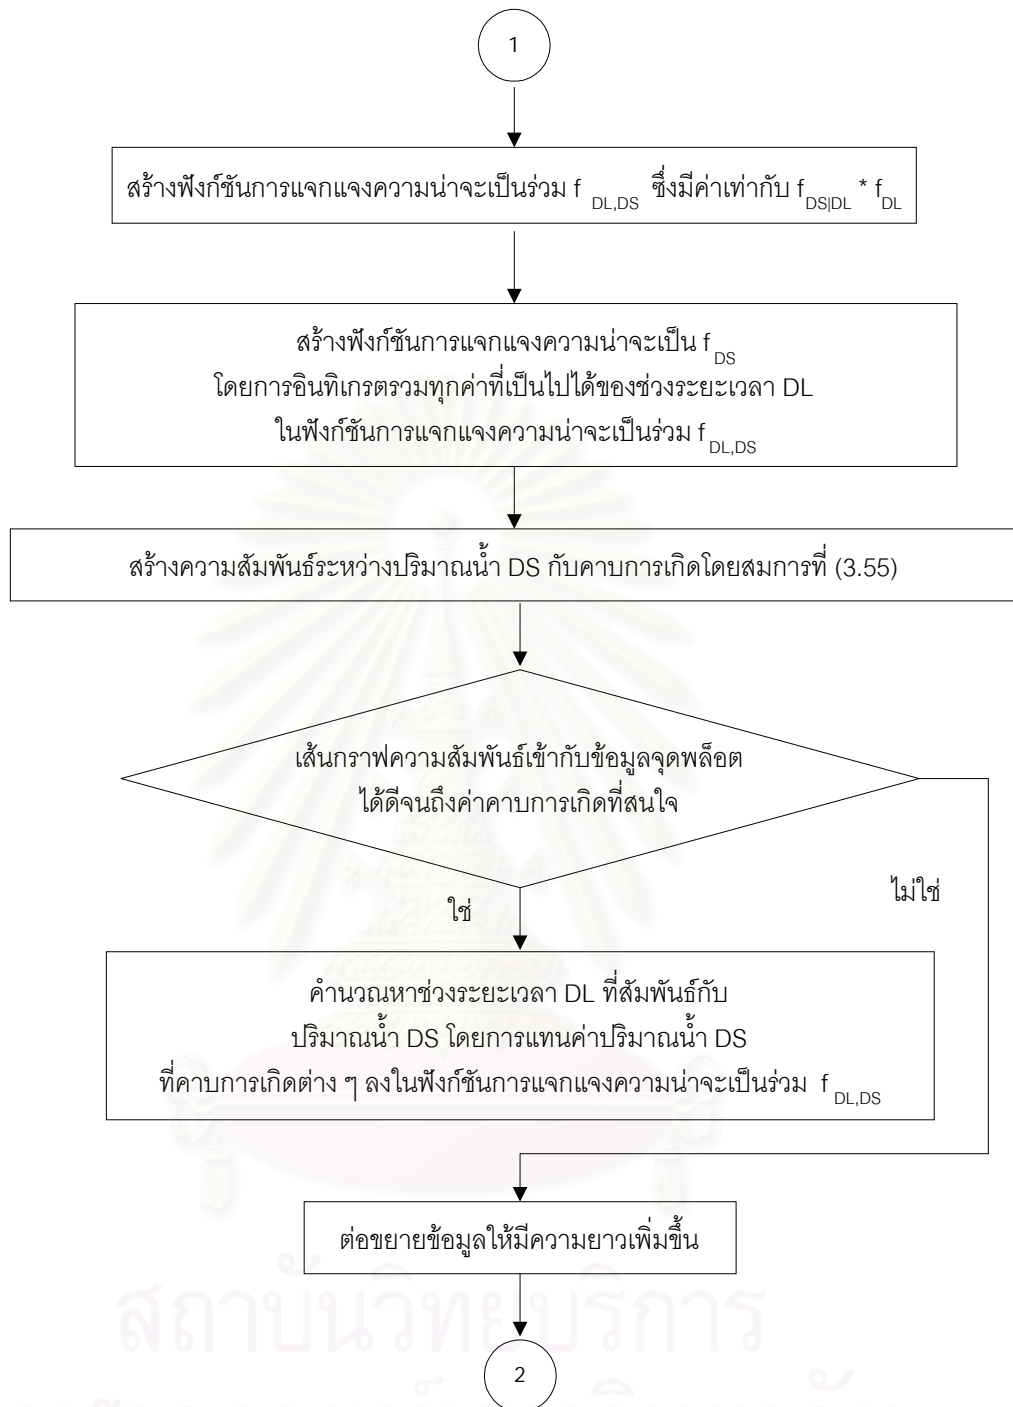 1
สร้างฟังก์ชันการแจกแจงความน่าจะเป็นร่วม f DL,DS ซึ่งมีค่าเท่ากับ f DS|DL * f DL
สร้างฟังก์ชันการแจกแจงความน่าจะเป็น f DS
โดยการอินทิเกรตรวมทุกค่าที่เป็นไปได้ของช่วงระยะเวลา DL
ในฟังก์ชันการแจกแจงความน่าจะเป็นร่วม f DL,DS
สร้างความสัมพันธ์ระหว่างปริมาณน้ำ DS กับคาบการเกิดโดยสมการที่ (3.55)
เส้นกราฟความสัมพันธ์เข้ากับข้อมูลจุดพล็อต
ได้ดีจนถึงค่าคาบการเกิดที่สนใจ
ไม่ใช่
ใช่
คำนวณหาช่วงระยะเวลา DL ที่สัมพันธ์กับ
ปริมาณน้ำ DS โดยการแทนค่าปริมาณน้ำ DS
ที่คาบการเกิดต่าง ๆ ลงในฟังก์ชันการแจกแจงความน่าจะเป็นร่วม f DL,DS
ต่อขยายข้อมูลให้มีความยาวเพิ่มขึ้น
สถาบันวิทยบริการ
2